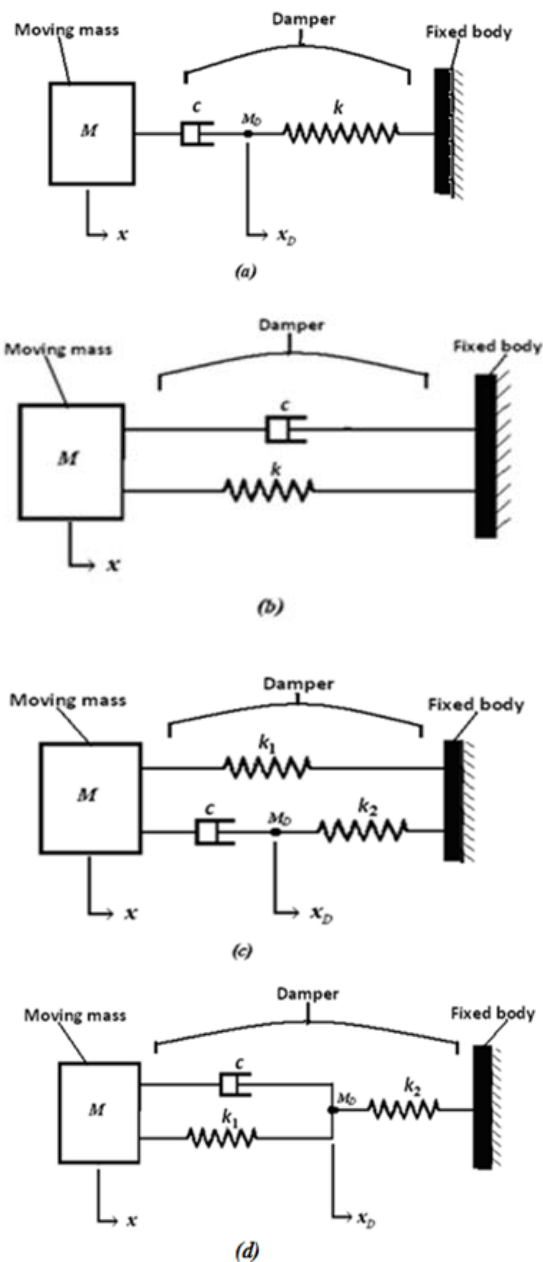 Damper
Moving mass
Fixed body
M
c
M_D
k
x
x_D
(a)
Damper
Moving mass
Fixed body
c
M
k
x
(b)
Damper
Moving mass
Fixed body
k_1
M
c
M_D
k_2
x
x_D
(c)
Damper
Moving mass
Fixed body
c
M_D
k_2
M
k_1
x
x_D
(d)